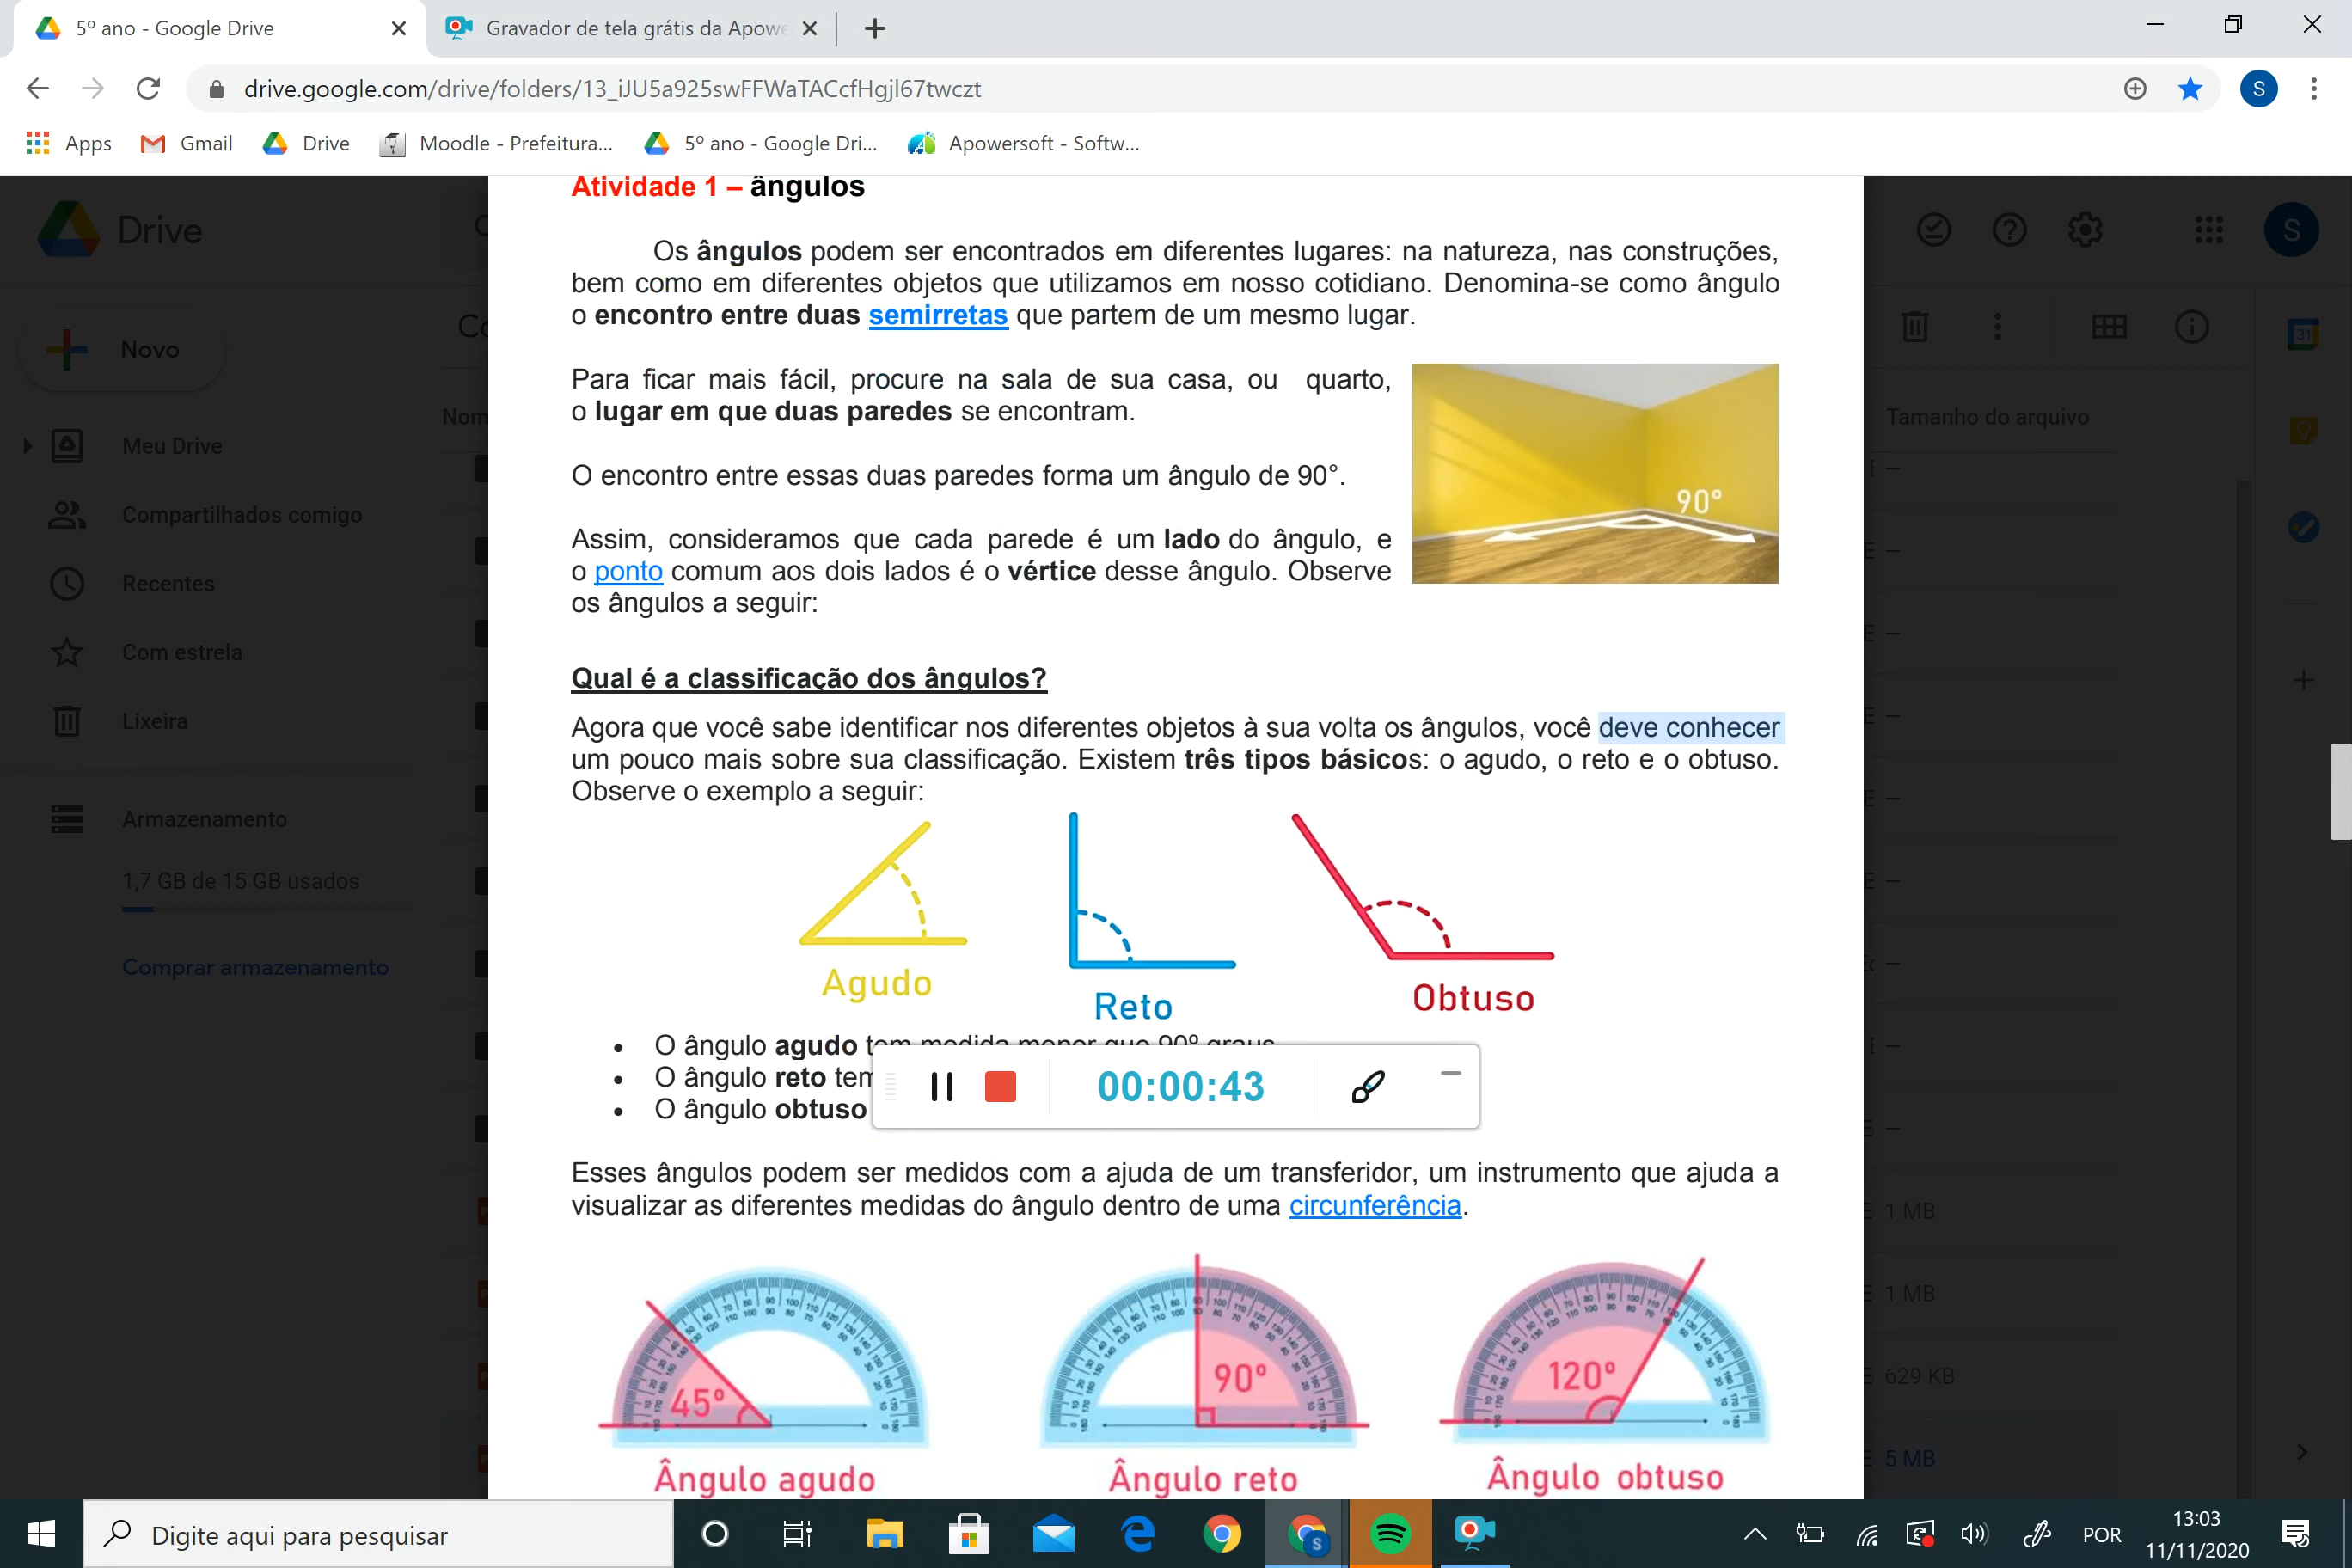 5º ano - Google Drive
Gravador de tela grátis da Apowe
drive.google.com/drive/folders/13_iJU5a925swFFWaTACcfHgjl67twczt
S
Apps
Gmail
Drive
Moodle - Prefeitura...
5º ano - Google Dri...
Apowersoft - Softw...
Drive
S
Novo
Meu Drive
Compartilhados comigo
Recentes
Com estrela
Lixeira
Armazenamento
1,7 GB de 15 GB usados
Comprar armazenamento
Nom
Atividade 1 – ângulos
Os ângulos podem ser encontrados em diferentes lugares: na natureza, nas construções,
bem como em diferentes objetos que utilizamos em nosso cotidiano. Denomina-se como ângulo
o encontro entre duas semirretas que partem de um mesmo lugar.
Para ficar mais fácil, procure na sala de sua casa, ou quarto,
o lugar em que duas paredes se encontram.
O encontro entre essas duas paredes forma um ângulo de 90°.
90º
Assim, consideramos que cada parede é um lado do ângulo, e
o ponto comum aos dois lados é o vértice desse ângulo. Observe
os ângulos a seguir:
Qual é a classificação dos ângulos?
Agora que você sabe identificar nos diferentes objetos à sua volta os ângulos, você deve conhecer
um pouco mais sobre sua classificação. Existem três tipos básicos: o agudo, o reto e o obtuso.
Observe o exemplo a seguir:
Agudo
Reto
Obtuso
• O ângulo agudo tem medida menor que 90º graus
• O ângulo reto tem
• O ângulo obtuso
00:00:43
Esses ângulos podem ser medidos com a ajuda de um transferidor, um instrumento que ajuda a
visualizar as diferentes medidas do ângulo dentro de uma circunferência.
45º
90º
120º
Ângulo agudo
Ângulo reto
Ângulo obtuso
Tamanho do arquivo
31
1 MB
1 MB
629 KB
5 MB
Digite aqui para pesquisar
S
POR
13:03
11/11/2020